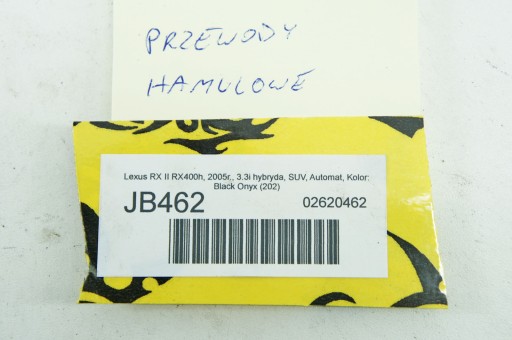 PRZEWODY
HAMULOWE
Lexus RX II RX400h, 2005r., 3.3i hybryda, SUV, Automat, Kolor:
Black Onyx (202)
JB462 02620462